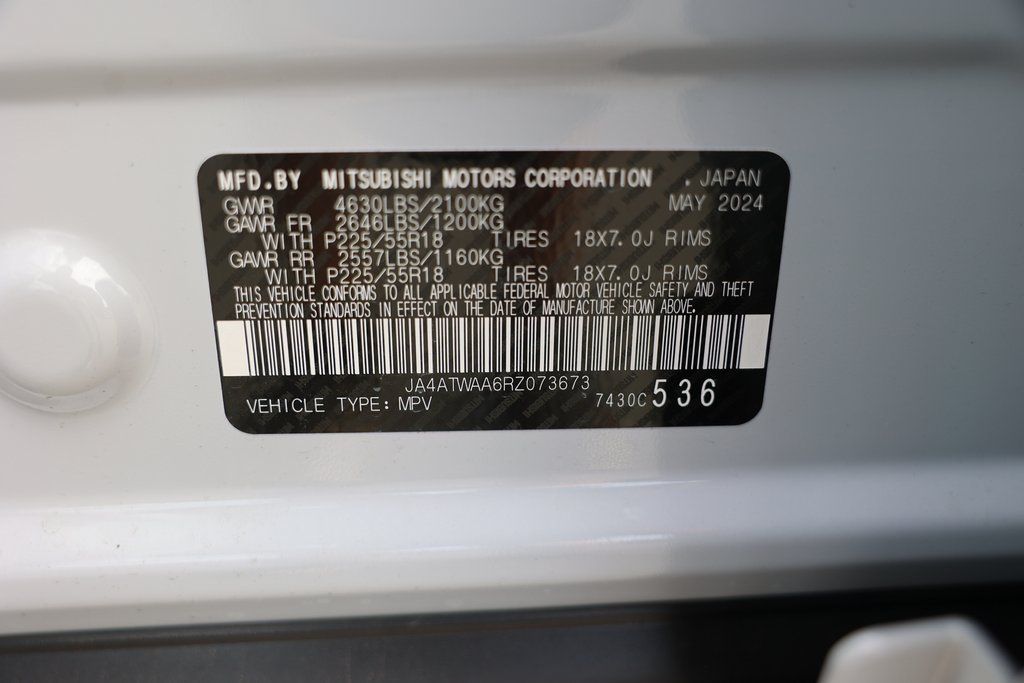 MFD.BY MITSUBISHI MOTORS CORPORATION . JAPAN
GVWR 4630LBS/2100KG MAY 2024
GAWR FR 2646LBS/1200KG
WITH P225/55R18 TIRES 18X7.0J RIMS
GAWR RR 2557LBS/1160KG
WITH P225/55R18 TIRES 18X7.0J RIMS
THIS VEHICLE CONFORMS TO ALL APPLICABLE FEDERAL MOTOR VEHICLE SAFETY AND THEFT
PREVENTION STANDARDS IN EFFECT ON THE DATE OF MANUFACTURE SHOWN ABOVE.
JA4ATWAA6RZ073673
VEHICLE TYPE: MPV 7430C 536